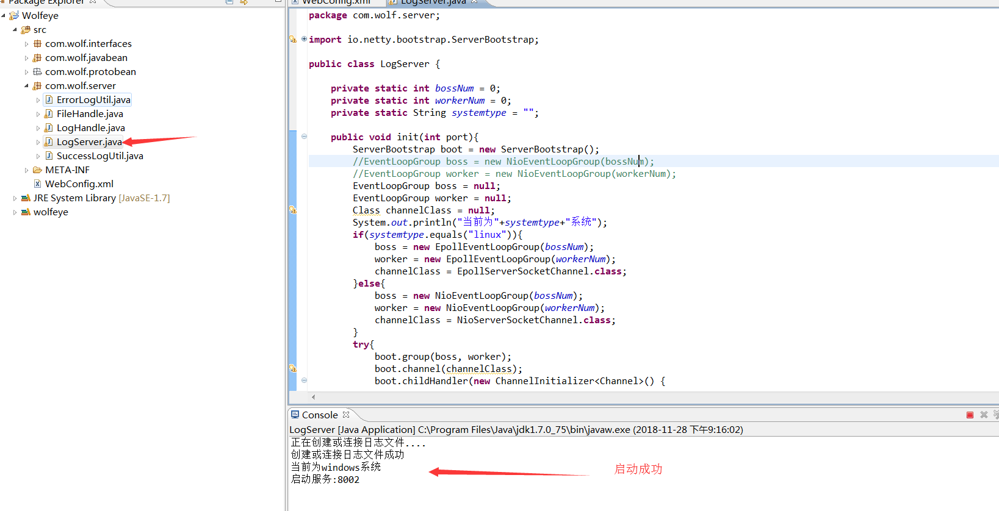 Package Explorer
Wolfeye
src
com.wolf.interfaces
com.wolf.javabean
com.wolf.protobean
com.wolf.server
ErrorLogUtil.java
FileHandle.java
LogHandle.java
LogServer.java
SuccessLogUtil.java
META-INF
WebConfig.xml
JRE System Library [JavaSE-1.7]
wolfeye
WebConfig.xml
LogServer.java
package com.wolf.server;
import io.netty.bootstrap.ServerBootstrap;
public class LogServer {
private static int bossNum = 0;
private static int workerNum = 0;
private static String systemtype = "";
public void init(int port){
ServerBootstrap boot = new ServerBootstrap();
//EventLoopGroup boss = new NioEventLoopGroup(bossNum);
//EventLoopGroup worker = new NioEventLoopGroup(workerNum);
EventLoopGroup boss = null;
EventLoopGroup worker = null;
Class channelClass = null;
System.out.println("当前为"+systemtype+"系统");
if(systemtype.equals("linux")){
boss = new EpollEventLoopGroup(bossNum);
worker = new EpollEventLoopGroup(workerNum);
channelClass = EpollServerSocketChannel.class;
}else{
boss = new NioEventLoopGroup(bossNum);
worker = new NioEventLoopGroup(workerNum);
channelClass = NioServerSocketChannel.class;
}
try{
boot.group(boss, worker);
boot.channel(channelClass);
boot.childHandler(new ChannelInitializer<Channel>() {
Console
LogServer [Java Application] C:\Program Files\Java\jdk1.7.0_75\bin\javaw.exe (2018-11-28 下午9:16:02)
正在创建或连接日志文件....
创建或连接日志文件成功
当前为windows系统
启动服务:8002
启动成功